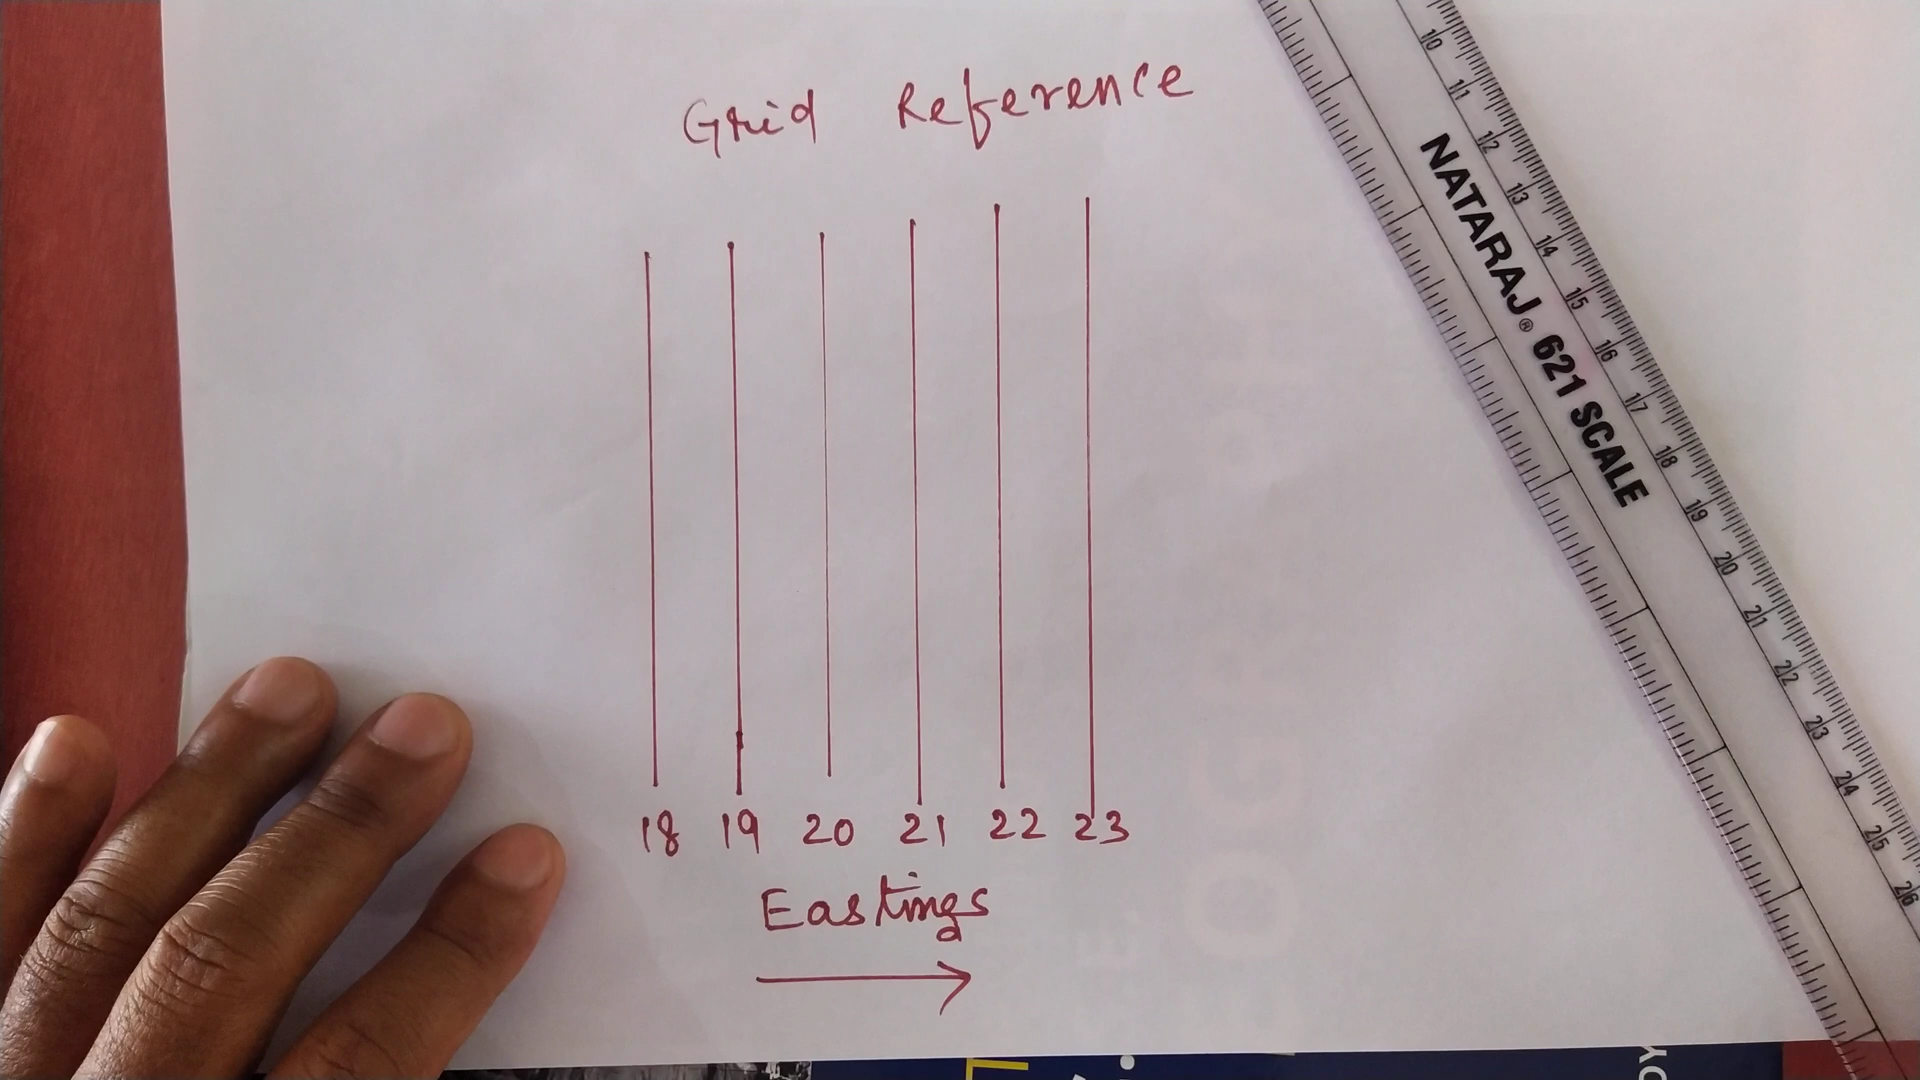 Grid Reference
18 19 20 21 22 23
Eastings
NATARAJ® 621 SCALE
10 11 12 13 14 15 16 17 18 19 20 21 22 23 24 25 26